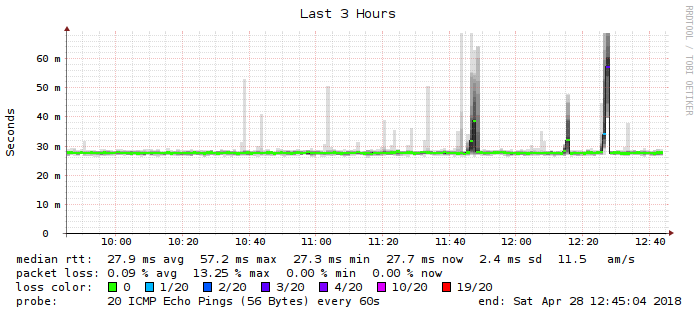 Last 3 Hours
RRDTOOL / TOBI OETIKER
Seconds
60 m
50 m
40 m
30 m
20 m
10 m
0
10:00 10:20 10:40 11:00 11:20 11:40 12:00 12:20 12:40
median rtt: 27.9 ms avg 57.2 ms max 27.3 ms min 27.7 ms now 2.4 ms sd 11.5 am/s
packet loss: 0.09 % avg 13.25 % max 0.00 % min 0.00 % now
loss color: 0 1/20 2/20 3/20 4/20 10/20 19/20
probe: 20 ICMP Echo Pings (56 Bytes) every 60s end: Sat Apr 28 12:45:04 2018